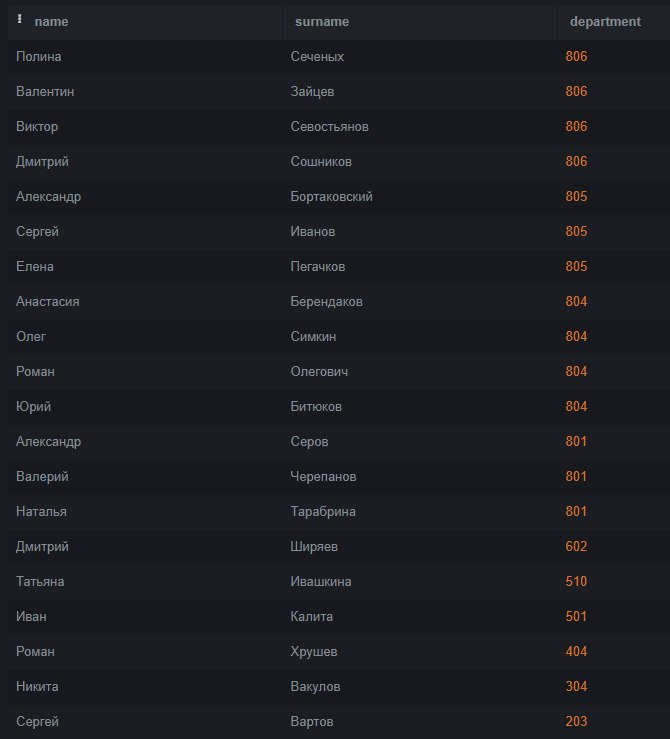 name surname department
Полина Сеченых 806
Валентин Зайцев 806
Виктор Севостьянов 806
Дмитрий Сошников 806
Александр Бортаковский 805
Сергей Иванов 805
Елена Пегачков 805
Анастасия Берендаков 804
Олег Симкин 804
Роман Олегович 804
Юрий Битюков 804
Александр Серов 801
Валерий Черепанов 801
Наталья Тарабрина 801
Дмитрий Ширяев 602
Татьяна Ивашкина 510
Иван Калита 501
Роман Хрушев 404
Никита Вакулов 304
Сергей Вартов 203